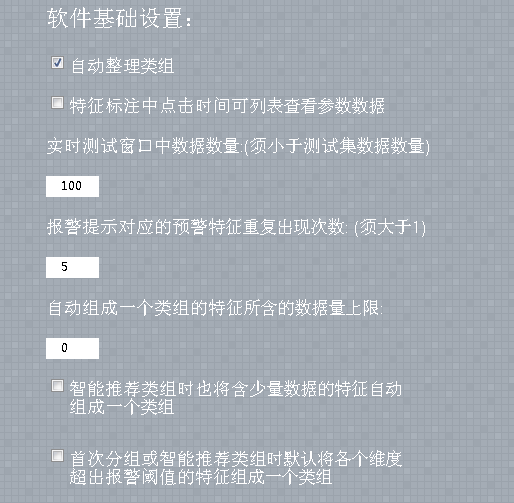 软件基础设置：
自动整理类组
特征标注中点击时间可列表查看参数数据
实时测试窗口中数据数量:(须小于测试集数据数量)
100
报警提示对应的预警特征重复出现次数: (须大于1)
5
自动组成一个类组的特征所含的数据量上限:
0
智能推荐类组时也将含少量数据的特征自动
组成一个类组
首次分组或智能推荐类组时默认将各个维度
超出报警阈值的特征组成一个类组